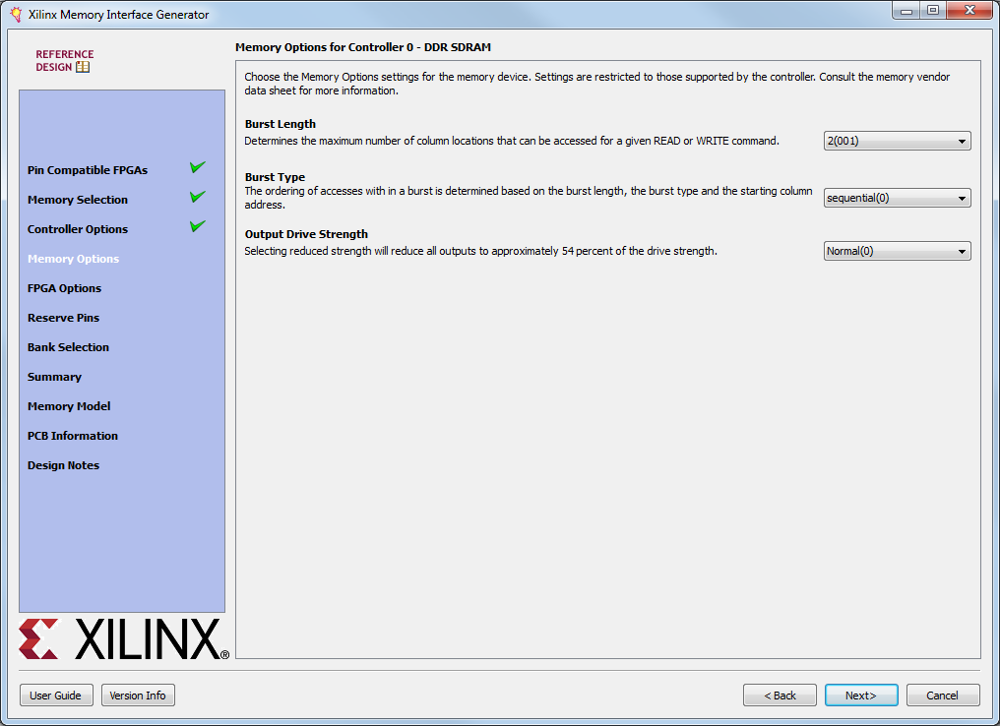 Xilinx Memory Interface Generator
REFERENCE
DESIGN
Pin Compatible FPGAs
Memory Selection
Controller Options
Memory Options
FPGA Options
Reserve Pins
Bank Selection
Summary
Memory Model
PCB Information
Design Notes
XILINX®
Memory Options for Controller 0 - DDR SDRAM
Choose the Memory Options settings for the memory device. Settings are restricted to those supported by the controller. Consult the memory vendor
data sheet for more information.
Burst Length
Determines the maximum number of column locations that can be accessed for a given READ or WRITE command.
2(001)
Burst Type
The ordering of accesses with in a burst is determined based on the burst length, the burst type and the starting column
address.
sequential(0)
Output Drive Strength
Selecting reduced strength will reduce all outputs to approximately 54 percent of the drive strength.
Normal(0)
User Guide
Version Info
< Back
Next>
Cancel